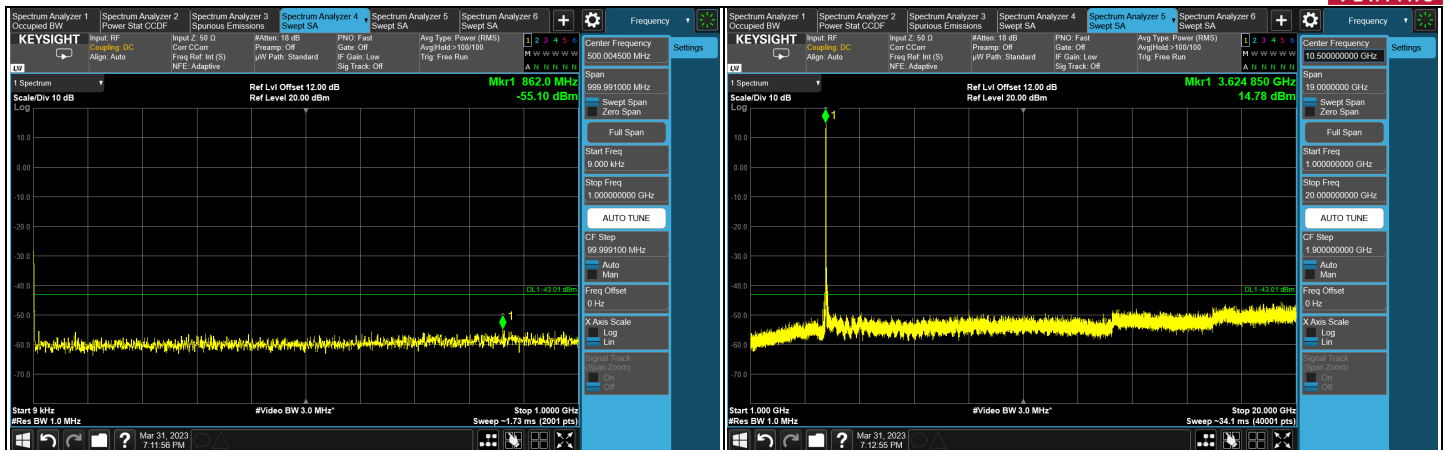 Spectrum Analyzer 1
Occupied BW
Spectrum Analyzer 2
Power Stat CCDF
Spectrum Analyzer 3
Spurious Emissions
Spectrum Analyzer 4
Swept SA
Spectrum Analyzer 5
Swept SA
Spectrum Analyzer 6
Swept SA
+
Frequency
KEYSIGHT
LXI
Input: RF
Coupling: DC
Align: Auto
Input Z: 50 Ω
Corr CCorr
Freq Ref: Int (S)
NFE: Adaptive
#Atten: 18 dB
Preamp: Off
µW Path: Standard
PNO: Fast
Gate: Off
IF Gain: Low
Sig Track: Off
Avg Type: Power (RMS)
Avg|Hold:>100/100
Trig: Free Run
1 2 3 4 5 6
M W W W W W
A N N N N N
Center Frequency
500.004500 MHz
Settings
1 Spectrum
Scale/Div 10 dB
Log
Ref Lvl Offset 12.00 dB
Ref Level 20.00 dBm
Mkr1 862.0 MHz
-55.10 dBm
10.0
0.00
-10.0
-20.0
-30.0
-40.0
-50.0
-60.0
-70.0
DL1 -43.01 dBm
1
Start 9 kHz
#Res BW 1.0 MHz
#Video BW 3.0 MHz*
Stop 1.0000 GHz
Sweep ~1.73 ms (2001 pts)
Span
999.991000 MHz
Swept Span
Zero Span
Full Span
Start Freq
9.000 kHz
Stop Freq
1.000000000 GHz
AUTO TUNE
CF Step
99.999100 MHz
Auto
Man
Freq Offset
0 Hz
X Axis Scale
Log
Lin
Signal Track
(Span Zoom)
On
Off
?
Mar 31, 2023
7:11:56 PM
Spectrum Analyzer 1
Occupied BW
Spectrum Analyzer 2
Power Stat CCDF
Spectrum Analyzer 3
Spurious Emissions
Spectrum Analyzer 4
Swept SA
Spectrum Analyzer 5
Swept SA
Spectrum Analyzer 6
Swept SA
+
Frequency
KEYSIGHT
LXI
Input: RF
Coupling: DC
Align: Auto
Input Z: 50 Ω
Corr CCorr
Freq Ref: Int (S)
NFE: Adaptive
#Atten: 18 dB
Preamp: Off
µW Path: Standard
PNO: Fast
Gate: Off
IF Gain: Low
Sig Track: Off
Avg Type: Power (RMS)
Avg|Hold:>100/100
Trig: Free Run
1 2 3 4 5 6
M W W W W W
A N N N N N
Center Frequency
10.500000000 GHz
Settings
1 Spectrum
Scale/Div 10 dB
Log
Ref Lvl Offset 12.00 dB
Ref Level 20.00 dBm
Mkr1 3.624 850 GHz
14.78 dBm
10.0
0.00
-10.0
-20.0
-30.0
-40.0
-50.0
-60.0
-70.0
DL1 -43.01 dBm
1
Start 1.000 GHz
#Res BW 1.0 MHz
#Video BW 3.0 MHz*
Stop 20.000 GHz
Sweep ~34.1 ms (40001 pts)
Span
19.0000000 GHz
Swept Span
Zero Span
Full Span
Start Freq
1.000000000 GHz
Stop Freq
20.000000000 GHz
AUTO TUNE
CF Step
1.900000000 GHz
Auto
Man
Freq Offset
0 Hz
X Axis Scale
Log
Lin
Signal Track
(Span Zoom)
On
Off
?
Mar 31, 2023
7:12:55 PM